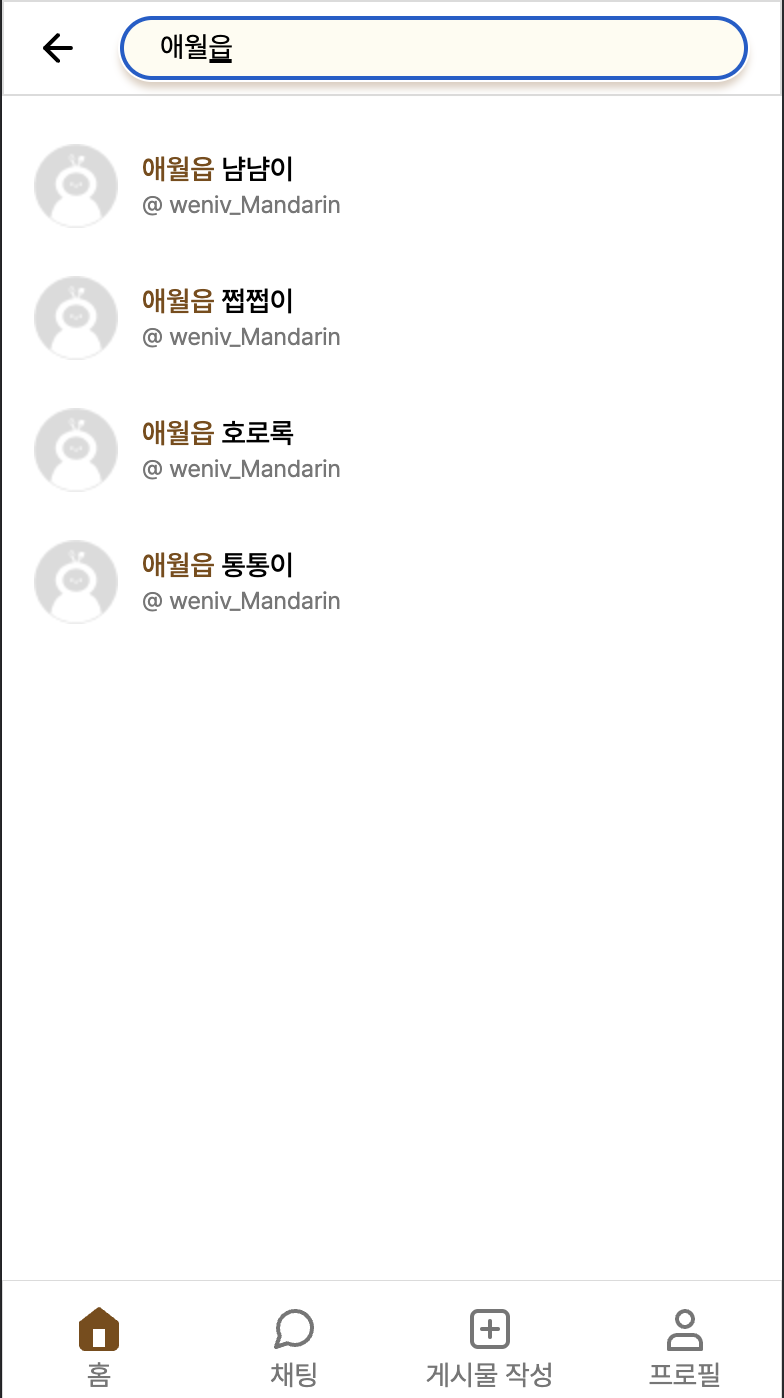 애월읍
애월읍 냠냠이
@ weniv_Mandarin
애월읍 쩝쩝이
@ weniv_Mandarin
애월읍 호로록
@ weniv_Mandarin
애월읍 통통이
@ weniv_Mandarin
홈 채팅 게시물 작성 프로필